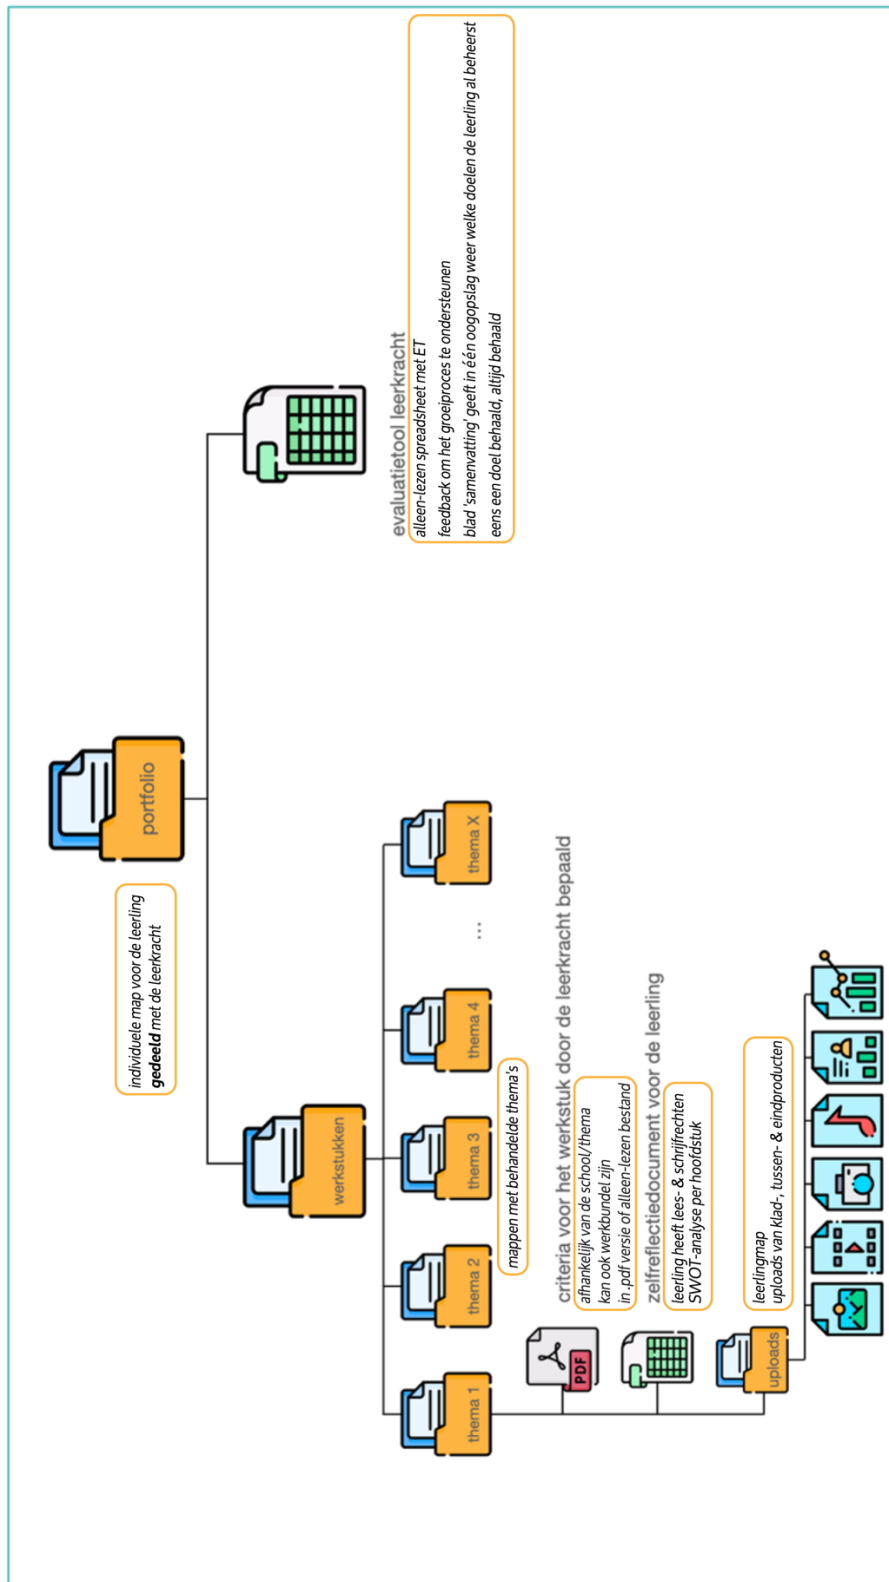 portfolio
individuele map voor de leerling
gedeeld met de leerkracht
werkstukken
evaluatietool leerkracht
alleen-lezen spreadsheet met ET
feedback om het groeiproces te ondersteunen
blad 'samenvatting' geeft in één oogopslag weer welke doelen de leerling al beheerst
eens een doel behaald, altijd behaald
thema 1
thema 2
thema 3
thema 4
...
thema X
mappen met behandelde thema's
PDF
criteria voor het werkstuk door de leerkracht bepaald
afhankelijk van de school/thema
kan ook werkbundel zijn
in .pdf versie of alleen-lezen bestand
zelfreflectiedocument voor de leerling
leerling heeft lees- & schrijfrechten
SWOT-analyse per hoofdstuk
uploads
leerlingmap
uploads van klad-, tussen- & eindproducten